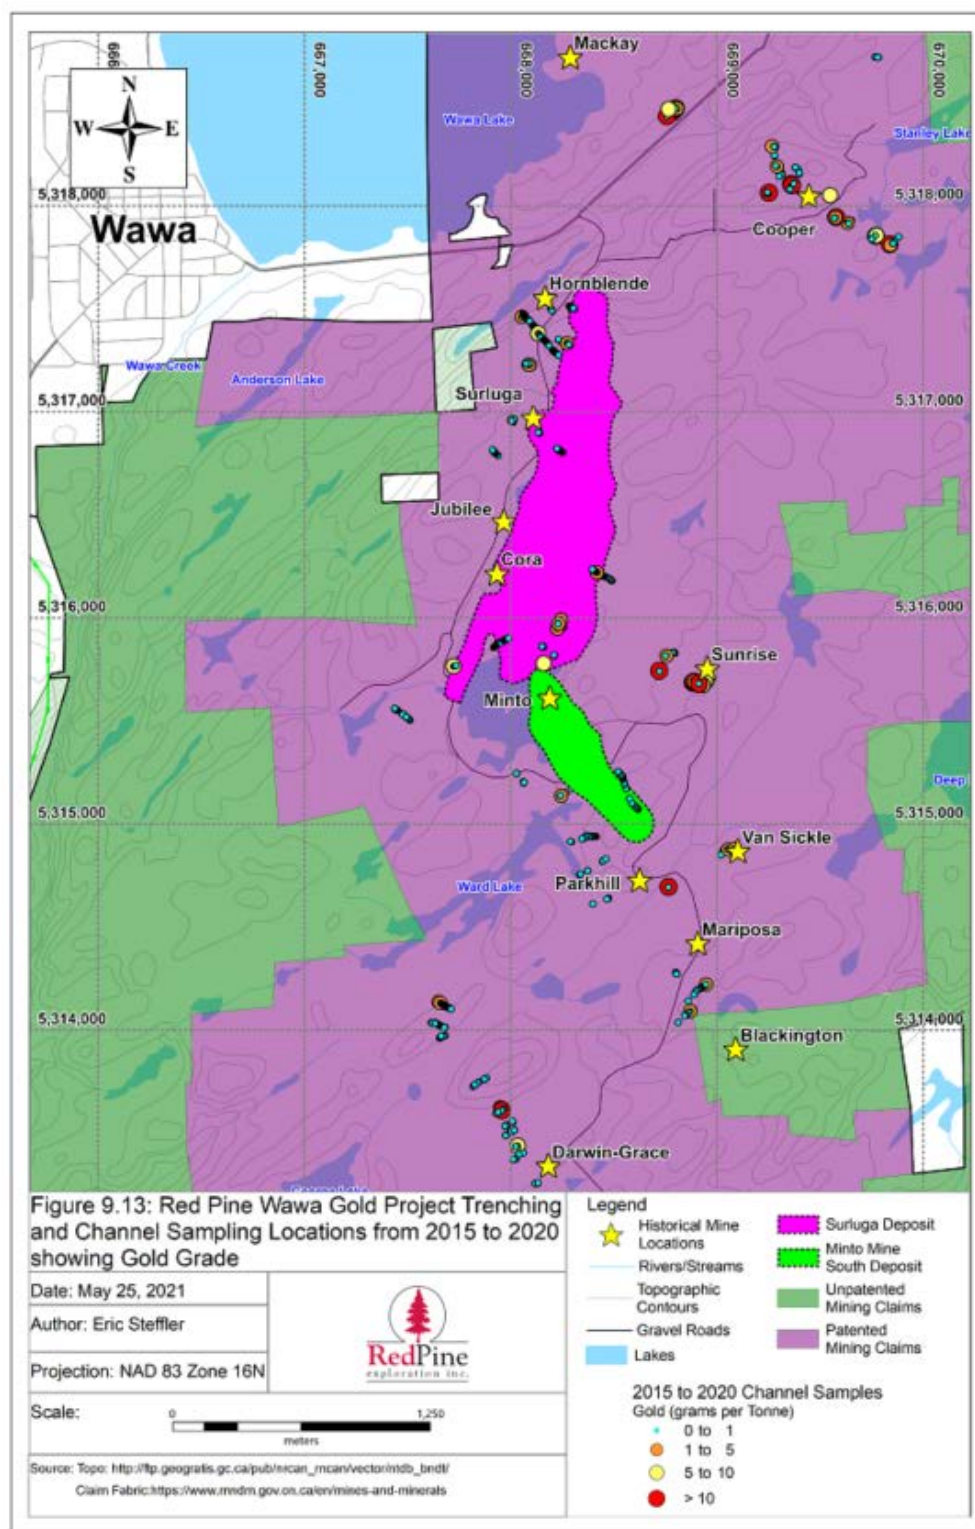 666
667,000
668,000
669,000
670,000
Mackay
N
W E
S
Wawa Lake
Stanley Lake
5,318,000
5,318,000
Wawa
Cooper
Hornblende
Wawa Creek
Anderson Lake
Surluga
5,317,000
5,317,000
Jubilee
Cora
5,316,000
5,316,000
Sunrise
Minto
Deep
5,315,000
5,315,000
Van Sickle
Ward Lake
Parkhill
Mariposa
5,314,000
5,314,000
Blackington
Darwin-Grace
Figure 9.13: Red Pine Wawa Gold Project Trenching
and Channel Sampling Locations from 2015 to 2020
showing Gold Grade
Date: May 25, 2021
Author: Eric Steffler
Projection: NAD 83 Zone 16N
RedPine
exploration inc.
Scale:
0 1,250
meters
Source: Topo: http://ftp.geogratis.gc.ca/pub/nrcan_rncan/vector/ntdb_bndt/
Claim Fabric:https://www.mndm.gov.on.ca/en/mines-and-minerals
Legend
Historical Mine
Locations
Rivers/Streams
Topographic
Contours
Gravel Roads
Lakes
Surluga Deposit
Minto Mine
South Deposit
Unpatented
Mining Claims
Patented
Mining Claims
2015 to 2020 Channel Samples
Gold (grams per Tonne)
0 to 1
1 to 5
5 to 10
> 10